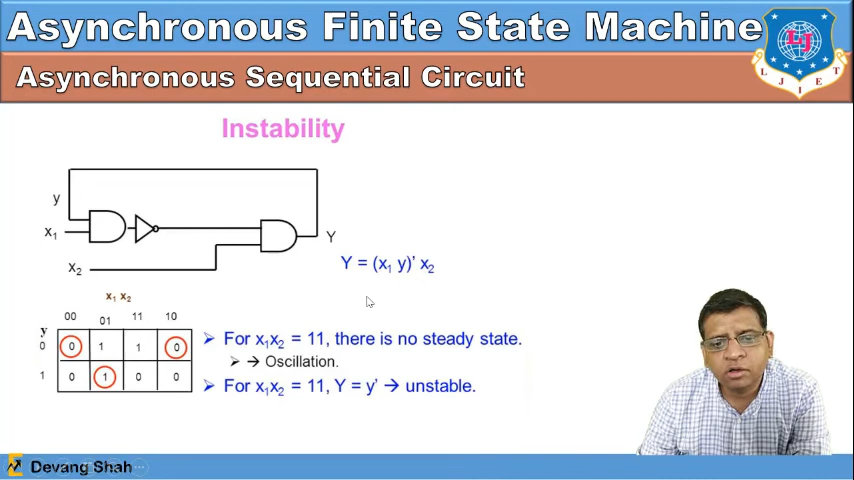 Asynchronous Finite State Machine
Asynchronous Sequential Circuit
LJ
L J I E T
Instability
y
x₁
x₂
Y
Y = (x₁ y)’ x₂
x₁ x₂
00 01 11 10
y
0 0 1 1 0
1 0 1 0 0
➢ For x₁x₂ = 11, there is no steady state.
➢ → Oscillation.
➢ For x₁x₂ = 11, Y = y’ → unstable.
Devang Shah